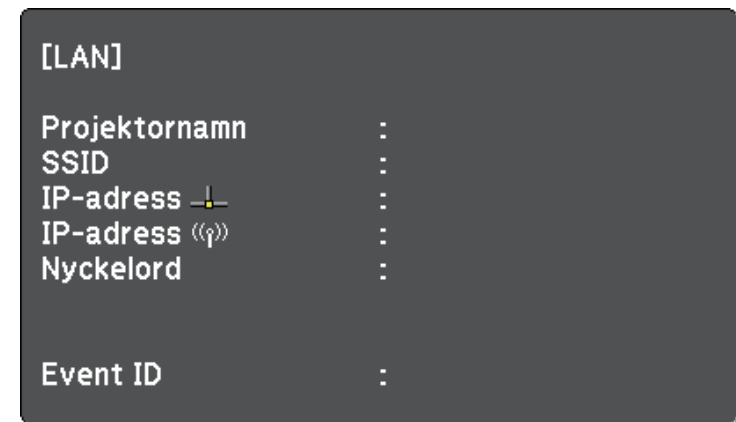 [LAN]
Projektornamn :
SSID :
IP-adress :
IP-adress :
Nyckelord :
Event ID :